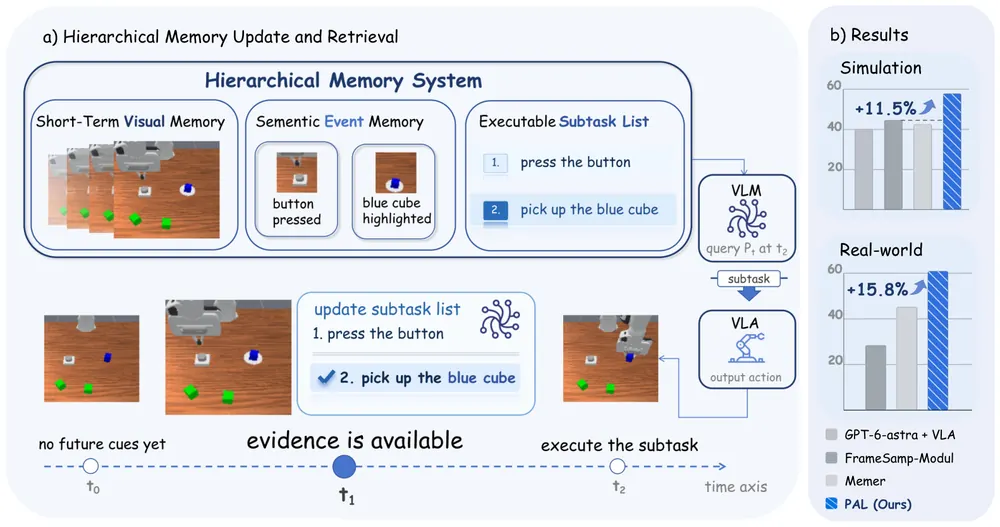 a) Hierarchical Memory Update and Retrieval
Hierarchical Memory System
Short-Term Visual Memory
Sementic Event Memory
button
pressed
blue cube
highlighted
Executable Subtask List
1. press the button
2. pick up the blue cube
VLM
query P₁ at t₂
subtask
VLA
output action
update subtask list
1. press the button
2. pick up the blue cube
no future cues yet
evidence is available
execute the subtask
t₀
t₁
t₂
time axis
b) Results
Simulation
60
40
20
+11.5%
Real-world
60
40
20
+15.8%
GPT-6-astra + VLA
FrameSamp-Modul
Memer
PAL (Ours)